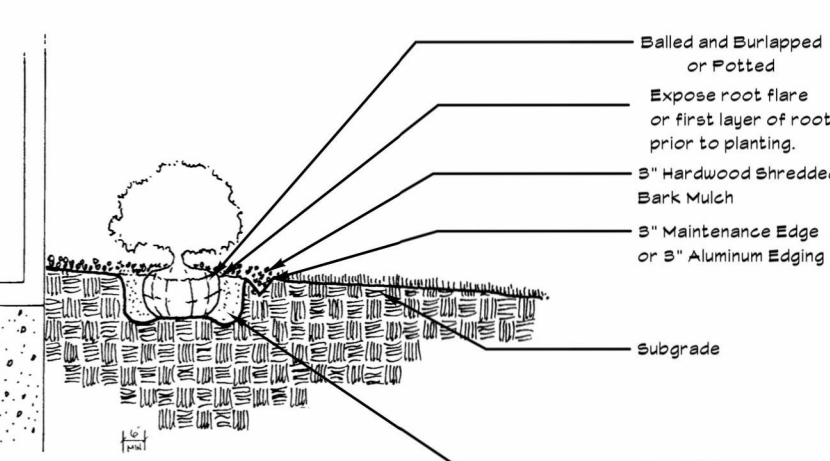 Balled and Burlapped
or Potted
Expose root flare
or first layer of root
prior to planting.
3" Hardwood Shredded
Bark Mulch
3" Maintenance Edge
or 3" Aluminum Edging
Subgrade
6"
MIN